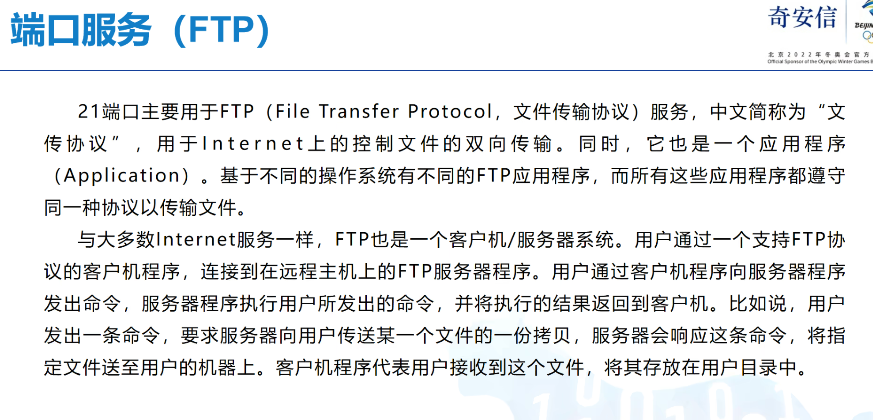 端口服务（FTP）
奇安信
BEIJIN
北京2022年冬奥会官方
Official Sponsor of the Olympic Winter Games B
21端口主要用于FTP（File Transfer Protocol，文件传输协议）服务，中文简称为“文
传协议”，用于Internet上的控制文件的双向传输。同时，它也是一个应用程序
（Application）。基于不同的操作系统有不同的FTP应用程序，而所有这些应用程序都遵守
同一种协议以传输文件。
与大多数Internet服务一样，FTP也是一个客户机/服务器系统。用户通过一个支持FTP协
议的客户机程序，连接到在远程主机上的FTP服务器程序。用户通过客户机程序向服务器程序
发出命令，服务器程序执行用户所发出的命令，并将执行的结果返回到客户机。比如说，用户
发出一条命令，要求服务器向用户传送某一个文件的一份拷贝，服务器会响应这条命令，将指
定文件送至用户的机器上。客户机程序代表用户接收到这个文件，将其存放在用户目录中。